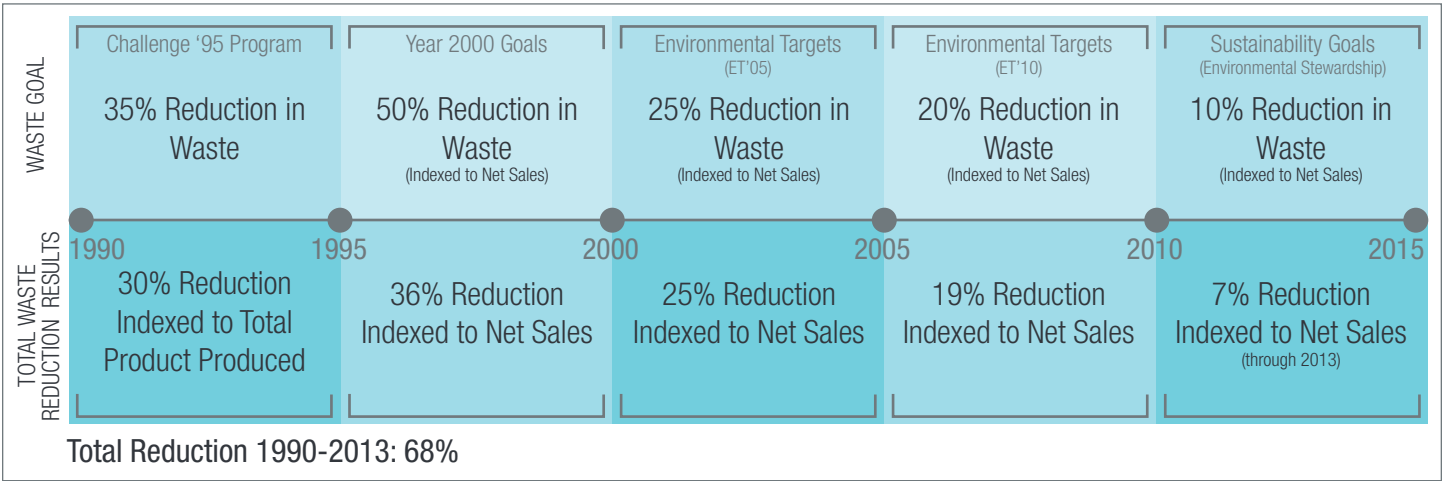 WASTE GOAL
Challenge ‘95 Program
35% Reduction in
Waste
Year 2000 Goals
50% Reduction in
Waste
(Indexed to Net Sales)
Environmental Targets
(ET’05)
25% Reduction in
Waste
(Indexed to Net Sales)
Environmental Targets
(ET’10)
20% Reduction in
Waste
(Indexed to Net Sales)
Sustainability Goals
(Environmental Stewardship)
10% Reduction in
Waste
(Indexed to Net Sales)
1990
1995
2000
2005
2010
2015
TOTAL WASTE
REDUCTION RESULTS
30% Reduction
Indexed to Total
Product Produced
36% Reduction
Indexed to Net Sales
25% Reduction
Indexed to Net Sales
19% Reduction
Indexed to Net Sales
7% Reduction
Indexed to Net Sales
(through 2013)
Total Reduction 1990-2013: 68%